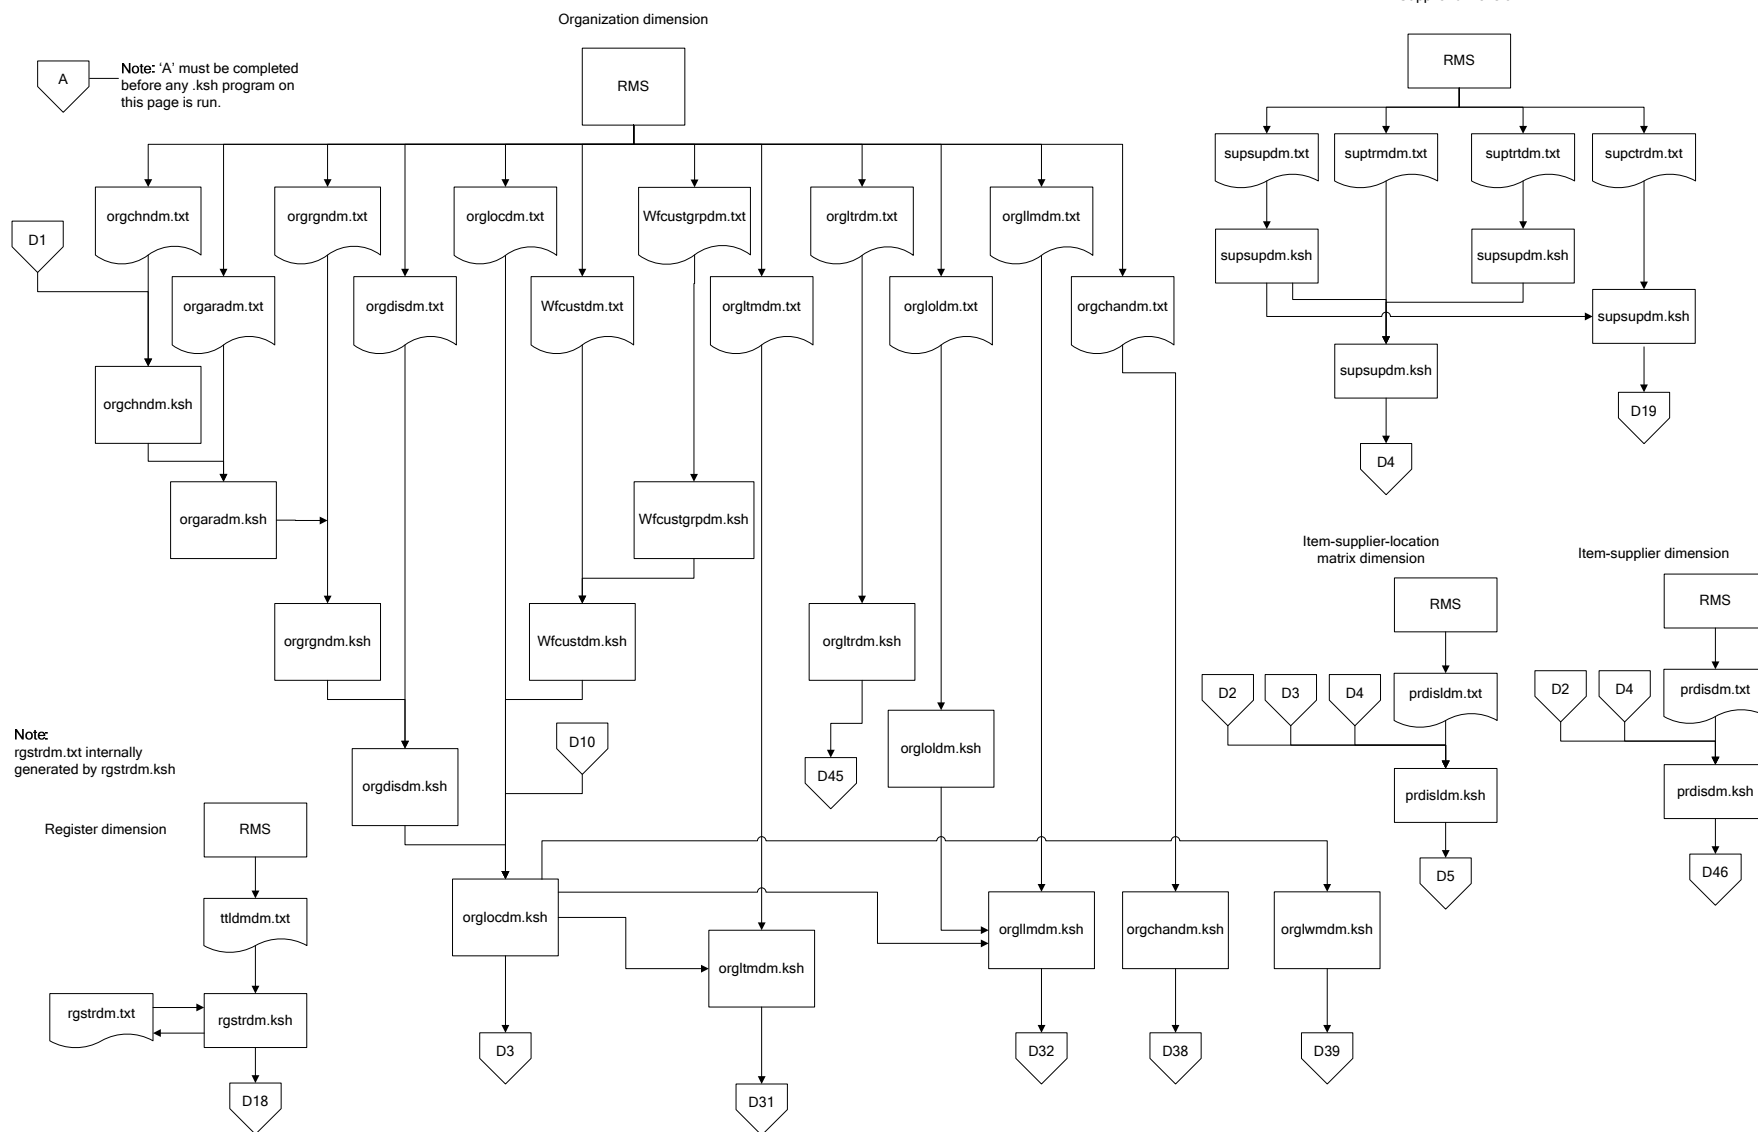 Organization dimension
A
Note: 'A' must be completed
before any .ksh program on
this page is run.
RMS
orgchndm.txt
orgrgndm.txt
orglocdm.txt
Wfcustgrpdm.txt
orgltrdm.txt
orgllmdm.txt
D1
orgaradm.txt
orgdisdm.txt
Wfcustdm.txt
orgltmdm.txt
orgloldm.txt
orgchandm.txt
orgchndm.ksh
orgaradm.ksh
Wfcustgrpdm.ksh
orgrgndm.ksh
Wfcustdm.ksh
orgltrdm.ksh
orgloldm.ksh
D10
orgdisdm.ksh
D45
orglocdm.ksh
orgltmdm.ksh
orgllmdm.ksh
orgchandm.ksh
orglwmdm.ksh
D3
D31
D32
D38
D39
RMS
supsupdm.txt
suptrmdm.txt
suptrtdm.txt
supctrdm.txt
supsupdm.ksh
supsupdm.ksh
supsupdm.ksh
supsupdm.ksh
D19
D4
Item-supplier-location
matrix dimension
RMS
D2
D3
D4
prdisldm.txt
prdisldm.ksh
D5
Item-supplier dimension
RMS
D2
D4
prdisdm.txt
prdisdm.ksh
D46
Note:
rgstrdm.txt internally
generated by rgstrdm.ksh
Register dimension
RMS
ttldmdm.txt
rgstrdm.txt
rgstrdm.ksh
D18